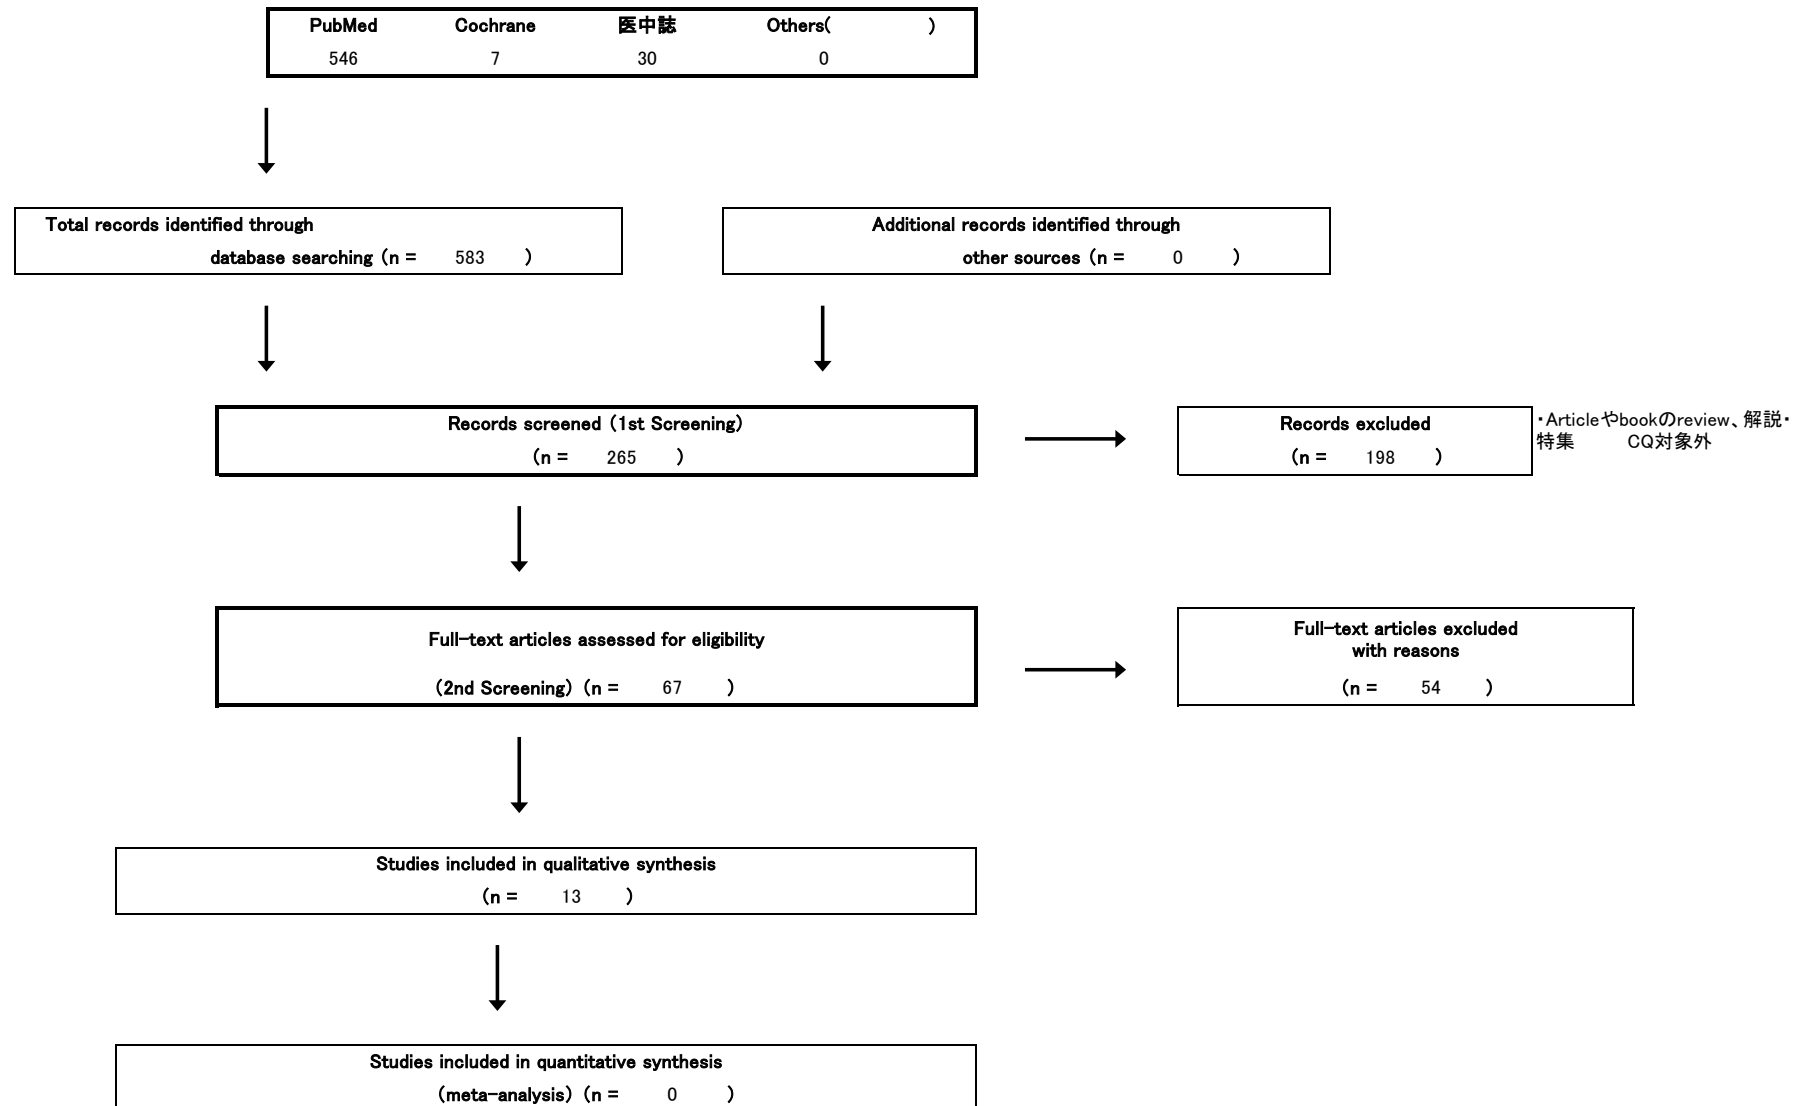 PubMed Cochrane 医中誌 Others( )
546 7 30 0
Total records identified through
database searching (n = 583 )
Additional records identified through
other sources (n = 0 )
Records screened (1st Screening)
(n = 265 )
Records excluded
(n = 198 )
・Articleやbookのreview、解説・
特集 CQ対象外
Full-text articles assessed for eligibility
(2nd Screening) (n = 67 )
Full-text articles excluded
with reasons
(n = 54 )
Studies included in qualitative synthesis
(n = 13 )
Studies included in quantitative synthesis
(meta-analysis) (n = 0 )